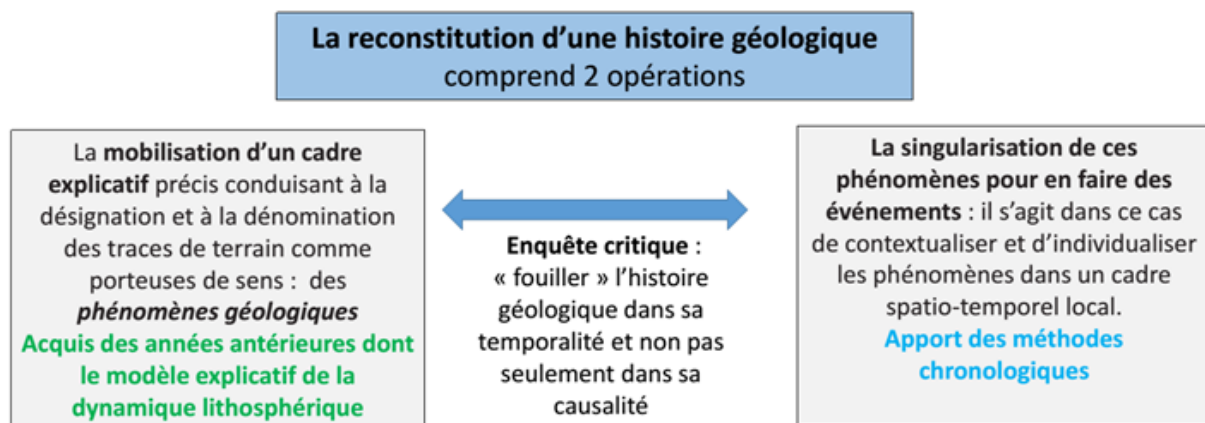 La reconstitution d’une histoire géologique
comprend 2 opérations
La mobilisation d’un cadre
explicatif précis conduisant à la
désignation et à la dénomination
des traces de terrain comme
porteuses de sens : des
phénomènes géologiques
Acquis des années antérieures dont
le modèle explicatif de la
dynamique lithosphérique
Enquête critique :
« fouiller » l’histoire
géologique dans sa
temporalité et non pas
seulement dans sa
causalité
La singularisation de ces
phénomènes pour en faire des
événements : il s’agit dans ce cas
de contextualiser et d’individualiser
les phénomènes dans un cadre
spatio-temporel local.
Apport des méthodes
chronologiques